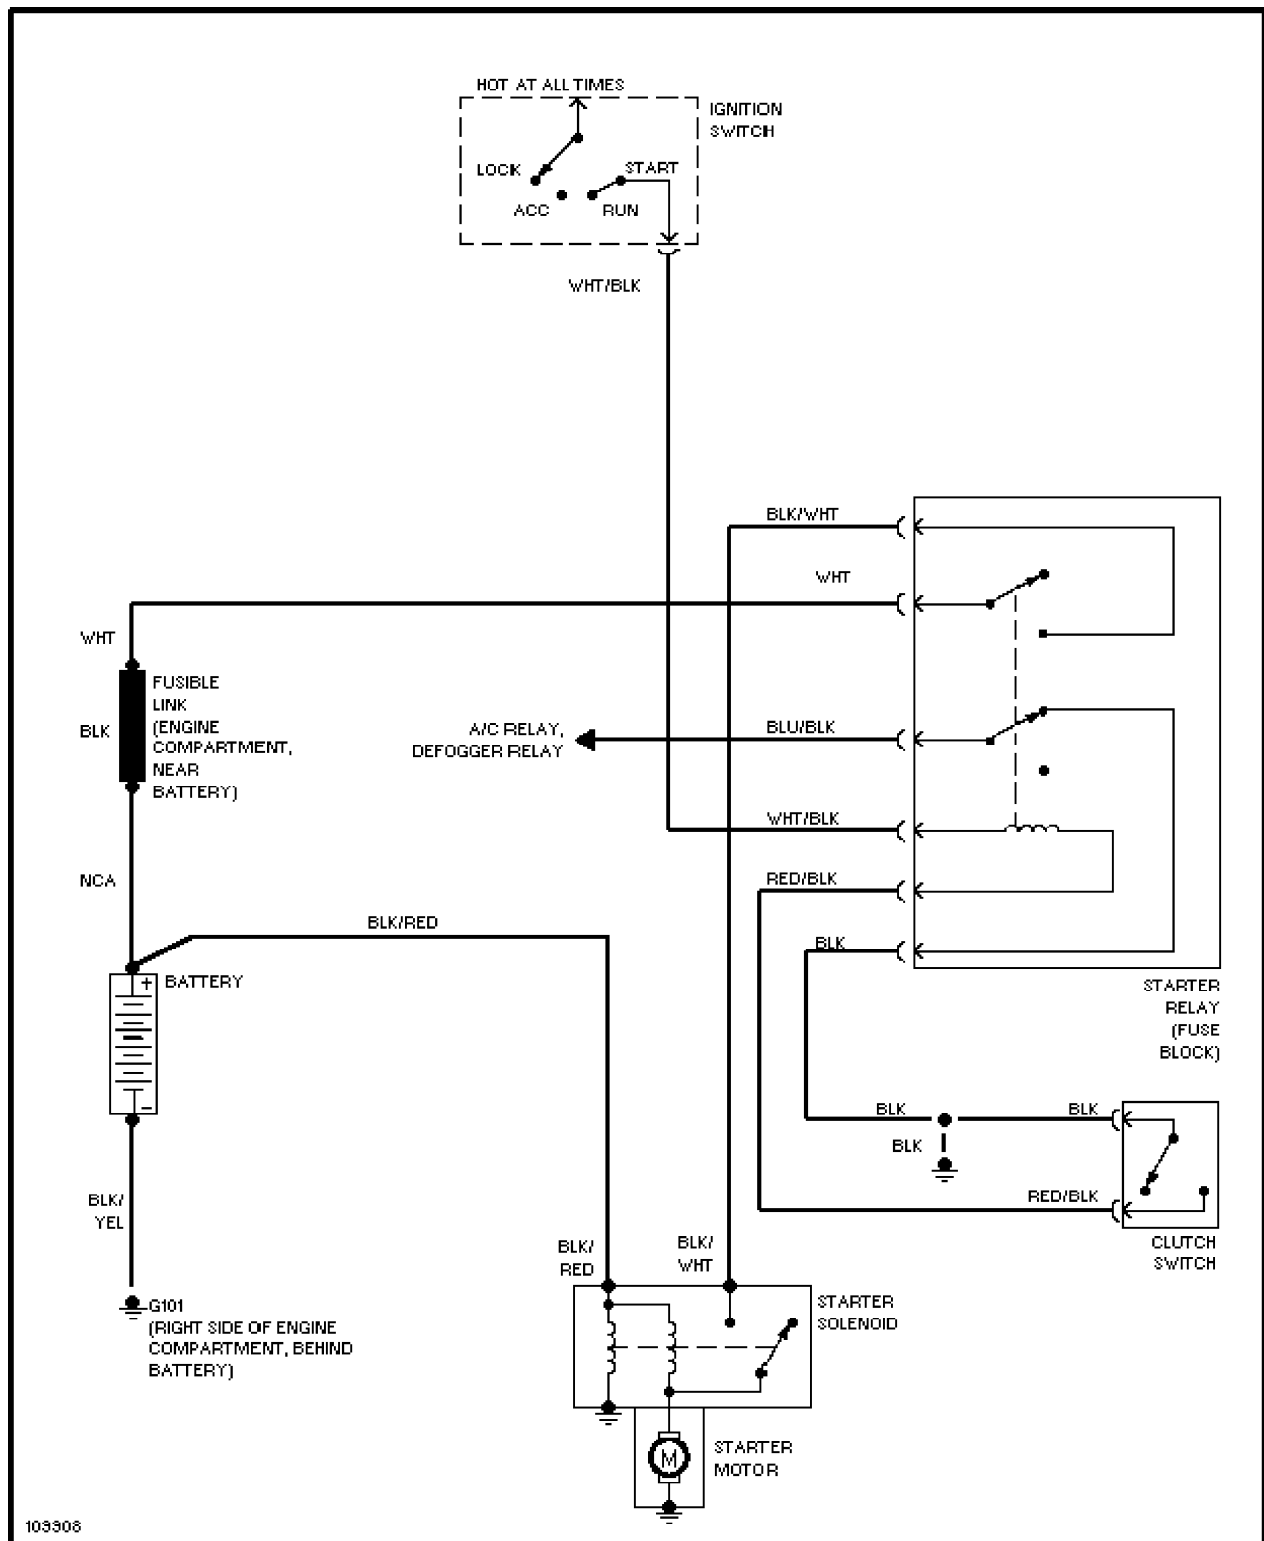 HOT AT ALL TIMES
IGNITION
SWITCH
LOCK
START
ACC
RUN
WHT/BLK
BLK/WHT
WHT
WHT
FUSIBLE
LINK
(ENGINE
COMPARTMENT,
NEAR
BATTERY)
BLK
A/C RELAY,
DEFOGGER RELAY
BLU/BLK
WHT/BLK
NCA
RED/BLK
BLK/RED
BLK
+
BATTERY
-
STARTER
RELAY
(FUSE
BLOCK)
BLK
BLK
BLK
BLK/
YEL
RED/BLK
CLUTCH
SWITCH
BLK/
RED
BLK/
WHT
G101
(RIGHT SIDE OF ENGINE
COMPARTMENT, BEHIND
BATTERY)
STARTER
SOLENOID
M
STARTER
MOTOR
109908